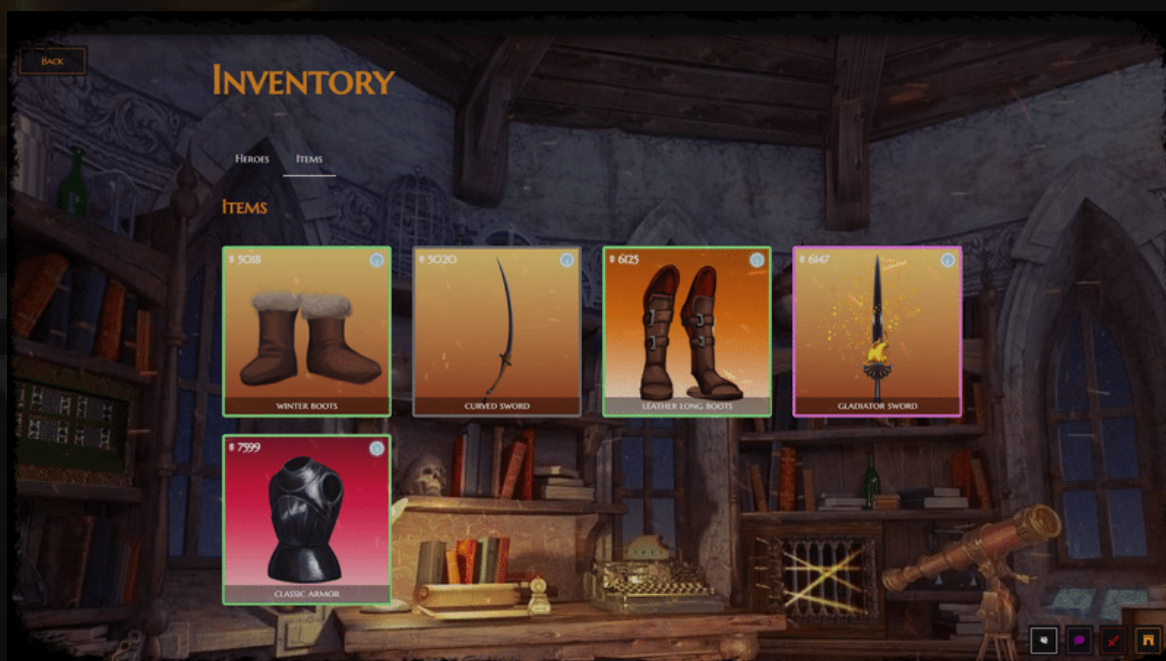 Back
Inventory
Heroes Items
Items
# 5018
# 5020
# 6125
# 6147
Winter Boots
Curved Sword
Leather Long Boots
Gladiator Sword
# 7599
Classic Armor